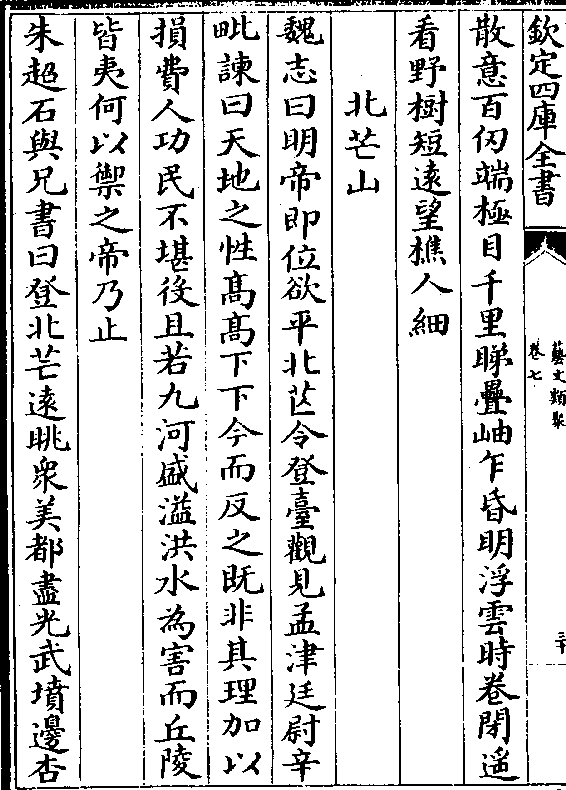 欽定四庫全書
藝文類聚
卷七
二十
散意百仭端極目千里睇疊岫乍昏明浮雲時卷閉遥
看野樹短遠望樵人細
北芒山
魏志曰明帝即位欲平北芒令登臺觀見孟津廷尉辛
毗諫曰天地之性髙髙下下今而反之既非其理加以
損費人功民不堪役且若九河盛溢洪水為害而丘陵
皆夷何以禦之帝乃止
朱超石與兄書曰登北芒遠眺衆美都盡光武墳邊杏